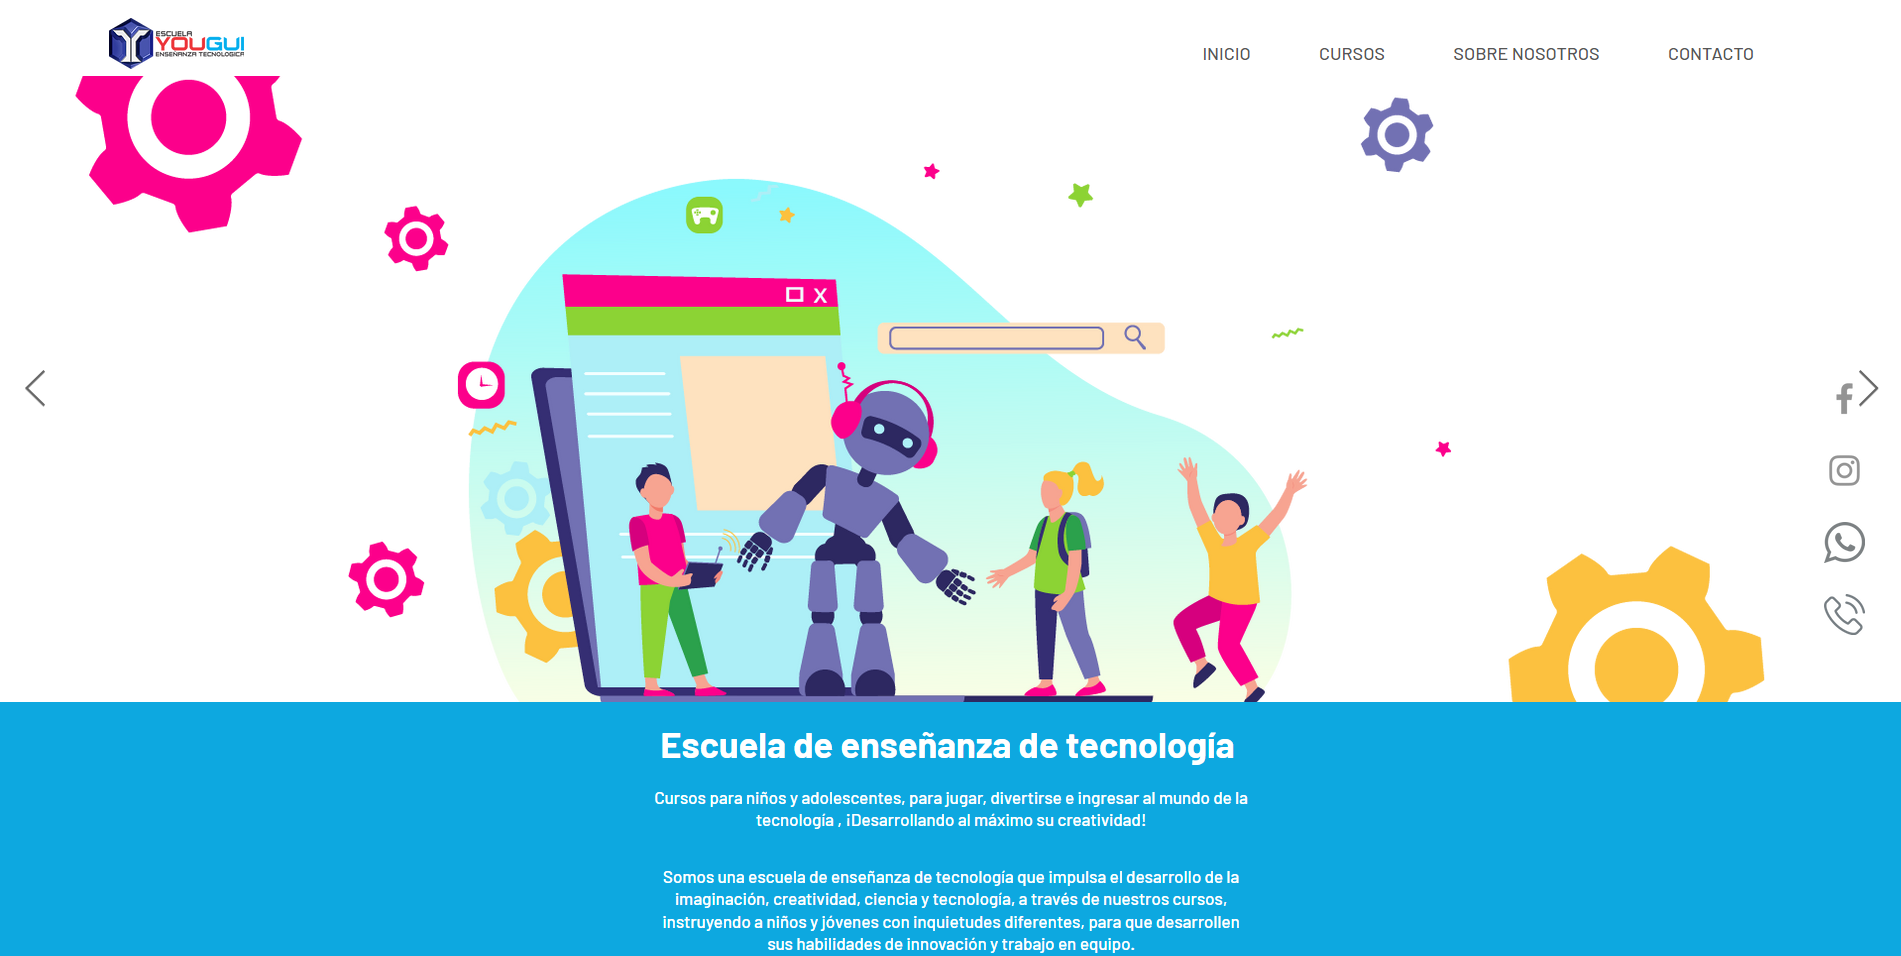 ESCUELA
YOUGUI
ENSEÑANZA TECNOLOGICA
INICIO CURSOS SOBRE NOSOTROS CONTACTO
X
Escuela de enseñanza de tecnología
Cursos para niños y adolescentes, para jugar, divertirse e ingresar al mundo de la
tecnología , ¡Desarrollando al máximo su creatividad!
Somos una escuela de enseñanza de tecnología que impulsa el desarrollo de la
imaginación, creatividad, ciencia y tecnología, a través de nuestros cursos,
instruyendo a niños y jóvenes con inquietudes diferentes, para que desarrollen
sus habilidades de innovación y trabajo en equipo.